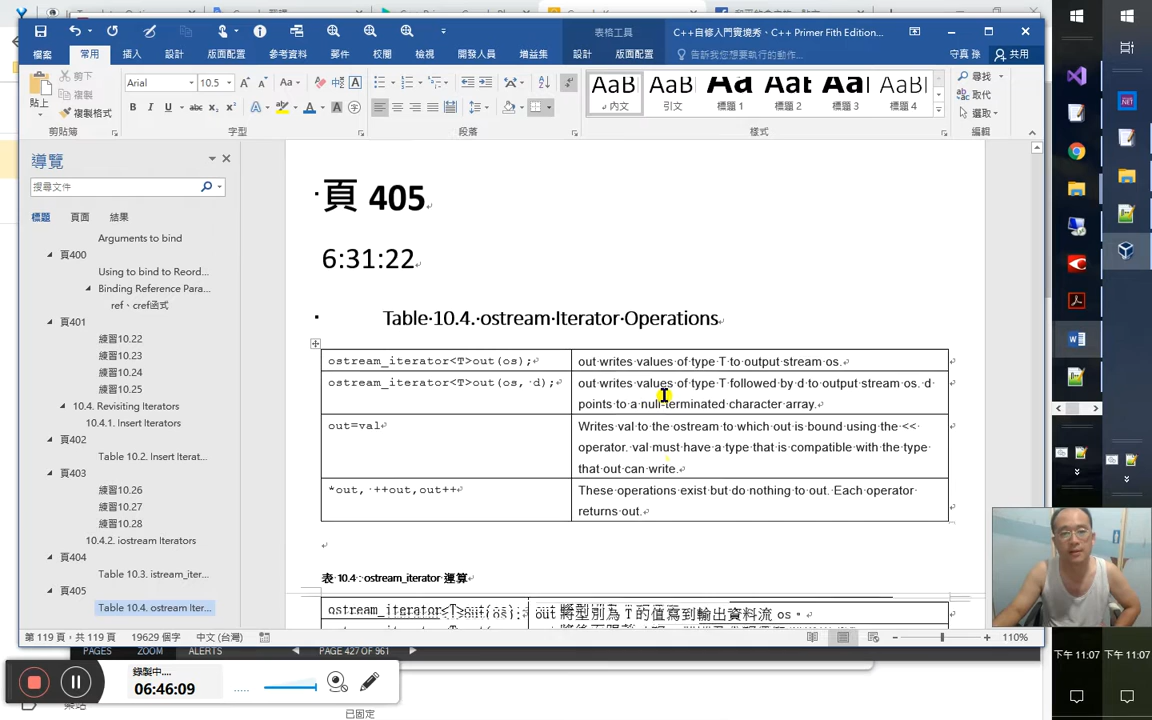 C++自修入門實境秀、C++ Primer Fith Edition...
表格工具
守真 孫
共用
檔案
常用
插入
設計
版面配置
參考資料
郵件
校閱
檢視
開發人員
增益集
設計
版面配置
告訴我您想要執行的動作...
貼上
剪下
複製
複製格式
剪貼簿
Arial
10.5
字型
段落
AaB
內文
AaB
引文
Aa
標題 1
Aat
標題 2
Aal
標題 3
AaB
標題 4
樣式
尋找
取代
選取
編輯
導覽
搜尋文件
標題
頁面
結果
Arguments to bind
頁400
Using to bind to Reord...
Binding Reference Para...
ref、cref函式
頁401
練習10.22
練習10.23
練習10.24
練習10.25
10.4. Revisiting Iterators
10.4.1. Insert Iterators
頁402
Table 10.2. Insert Iterat...
頁403
練習10.26
練習10.27
練習10.28
10.4.2. iostream Iterators
頁404
Table 10.3. istream_iter...
頁405
Table 10.4. ostream Iter...
頁 405
6:31:22
Table 10.4. ostream Iterator Operations
ostream_iterator<T>out(os);
out writes values of type T to output stream os.
ostream_iterator<T>out(os, d);
out writes values of type T followed by d to output stream os. d
points to a null-terminated character array.
out=val
Writes val to the ostream to which out is bound using the <<
operator. val must have a type that is compatible with the type
that out can write.
*out, ++out,out++
These operations exist but do nothing to out. Each operator
returns out.
表 10.4：ostream_iterator 運算
ostream_iterator<T>out(os);
out 將型別為 T 的值寫到輸出資料流 os。
第 119 頁，共 119 頁
19629 個字
中文 (台灣)
110%
PAGES
ZOOM
ALERTS
PAGE 427 OF 961
錄製中....
06:46:09
已固定
下午 11:07
下午 11:07